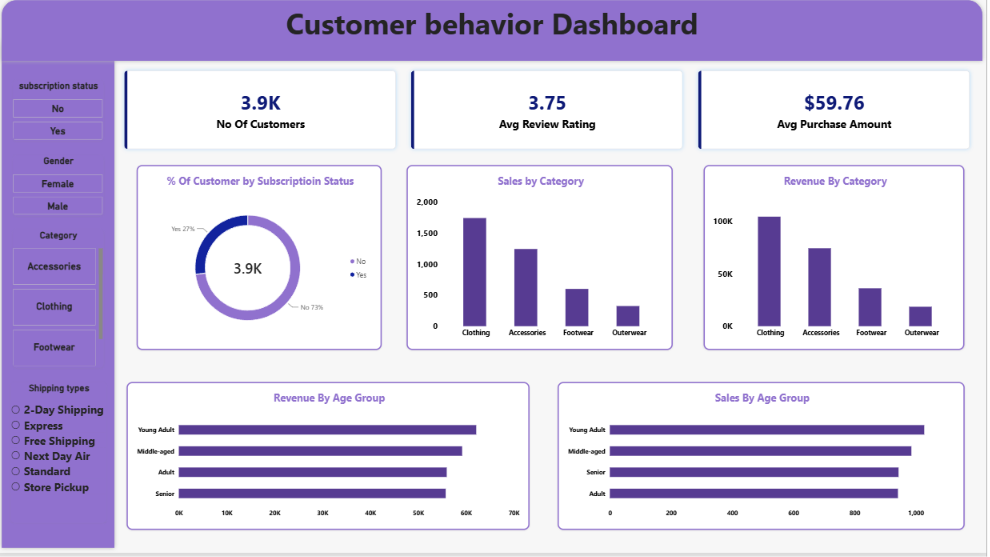 Customer behavior Dashboard
subscription status
No
Yes
Gender
Female
Male
Category
Accessories
Clothing
Footwear
Shipping types
2-Day Shipping
Express
Free Shipping
Next Day Air
Standard
Store Pickup
3.9K
No Of Customers
3.75
Avg Review Rating
$59.76
Avg Purchase Amount
% Of Customer by Subscriptioin Status
Yes 27%
3.9K
No 73%
No
Yes
Sales by Category
2,000
1,500
1,000
500
0
Clothing Accessories Footwear Outerwear
Revenue By Category
100K
50K
0K
Clothing Accessories Footwear Outerwear
Revenue By Age Group
Young Adult
Middle-aged
Adult
Senior
0K 10K 20K 30K 40K 50K 60K 70K
Sales By Age Group
Young Adult
Middle-aged
Senior
Adult
0 200 400 600 800 1,000